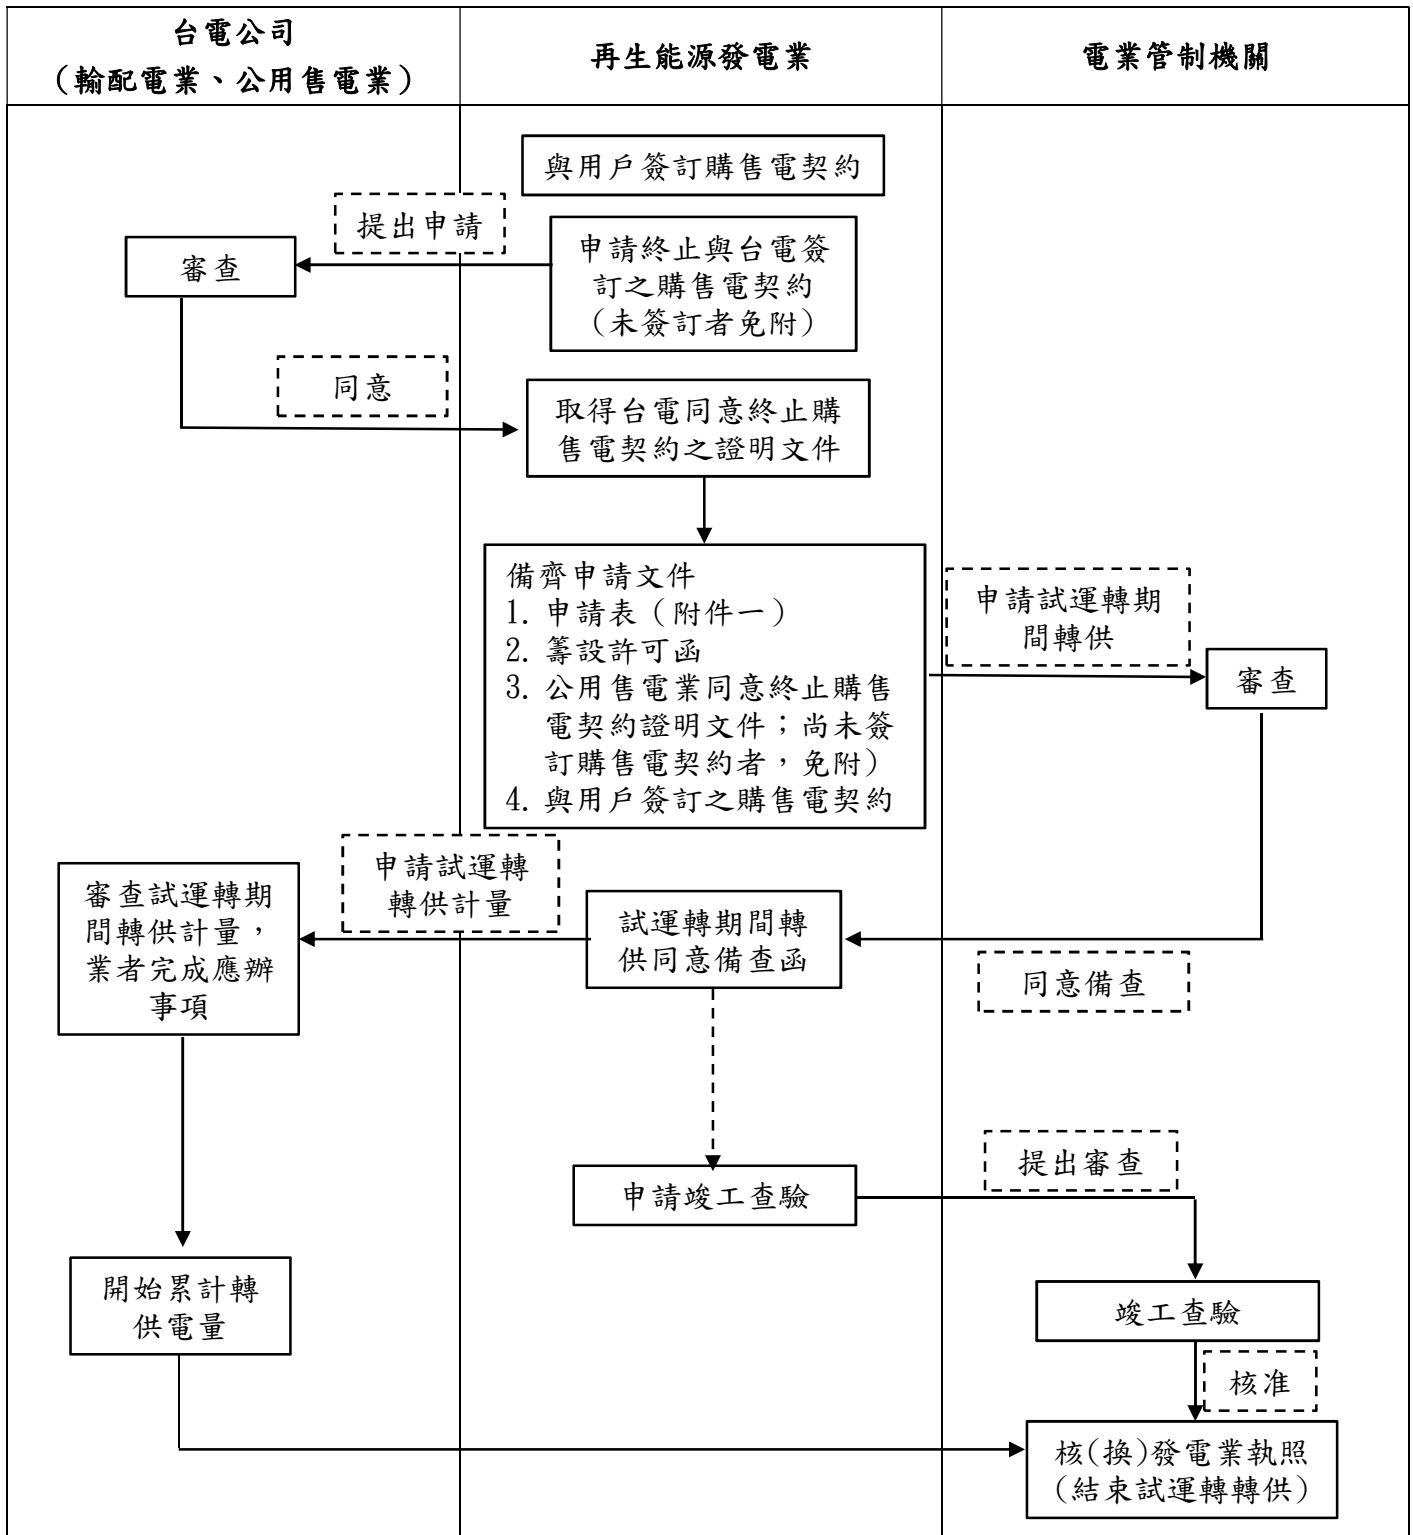 台電公司
（輸配電業、公用售電業）
再生能源發電業
電業管制機關
與用戶簽訂購售電契約
提出申請
申請終止與台電簽
訂之購售電契約
（未簽訂者免附）
審查
同意
取得台電同意終止購
售電契約之證明文件
備齊申請文件
1. 申請表（附件一）
2. 籌設許可函
3. 公用售電業同意終止購售
電契約證明文件；尚未簽
訂購售電契約者，免附）
4. 與用戶簽訂之購售電契約
申請試運轉期
間轉供
審查
申請試運轉
轉供計量
審查試運轉期
間轉供計量，
業者完成應辦
事項
試運轉期間轉
供同意備查函
同意備查
提出審查
申請竣工查驗
開始累計轉
供電量
竣工查驗
核准
核(換)發電業執照
(結束試運轉轉供)